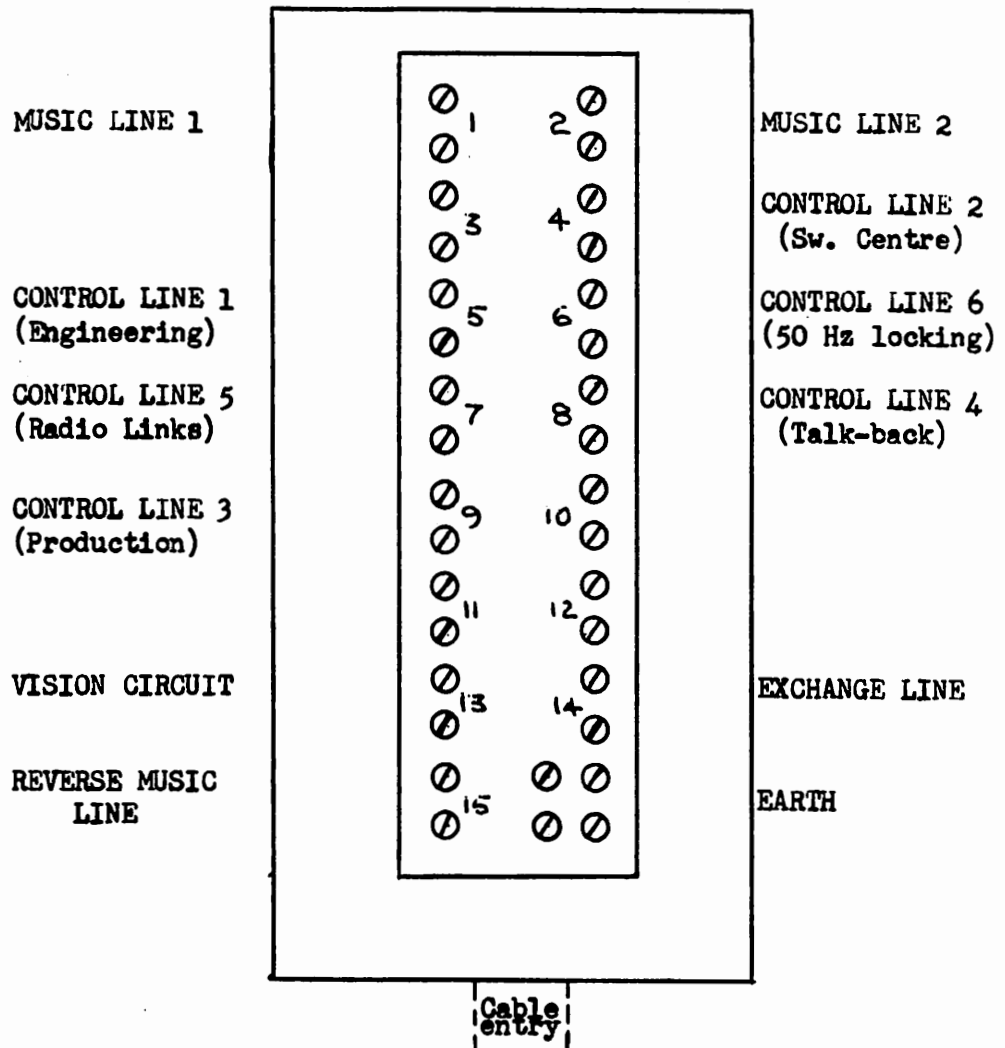 MUSIC LINE 1
1
2
MUSIC LINE 2
3
4
CONTROL LINE 2
(Sw. Centre)
CONTROL LINE 1
(Engineering)
5
6
CONTROL LINE 6
(50 Hz locking)
CONTROL LINE 5
(Radio Links)
7
8
CONTROL LINE 4
(Talk-back)
CONTROL LINE 3
(Production)
9
10
11
12
VISION CIRCUIT
13
14
EXCHANGE LINE
REVERSE MUSIC
LINE
15
EARTH
Cable
entry